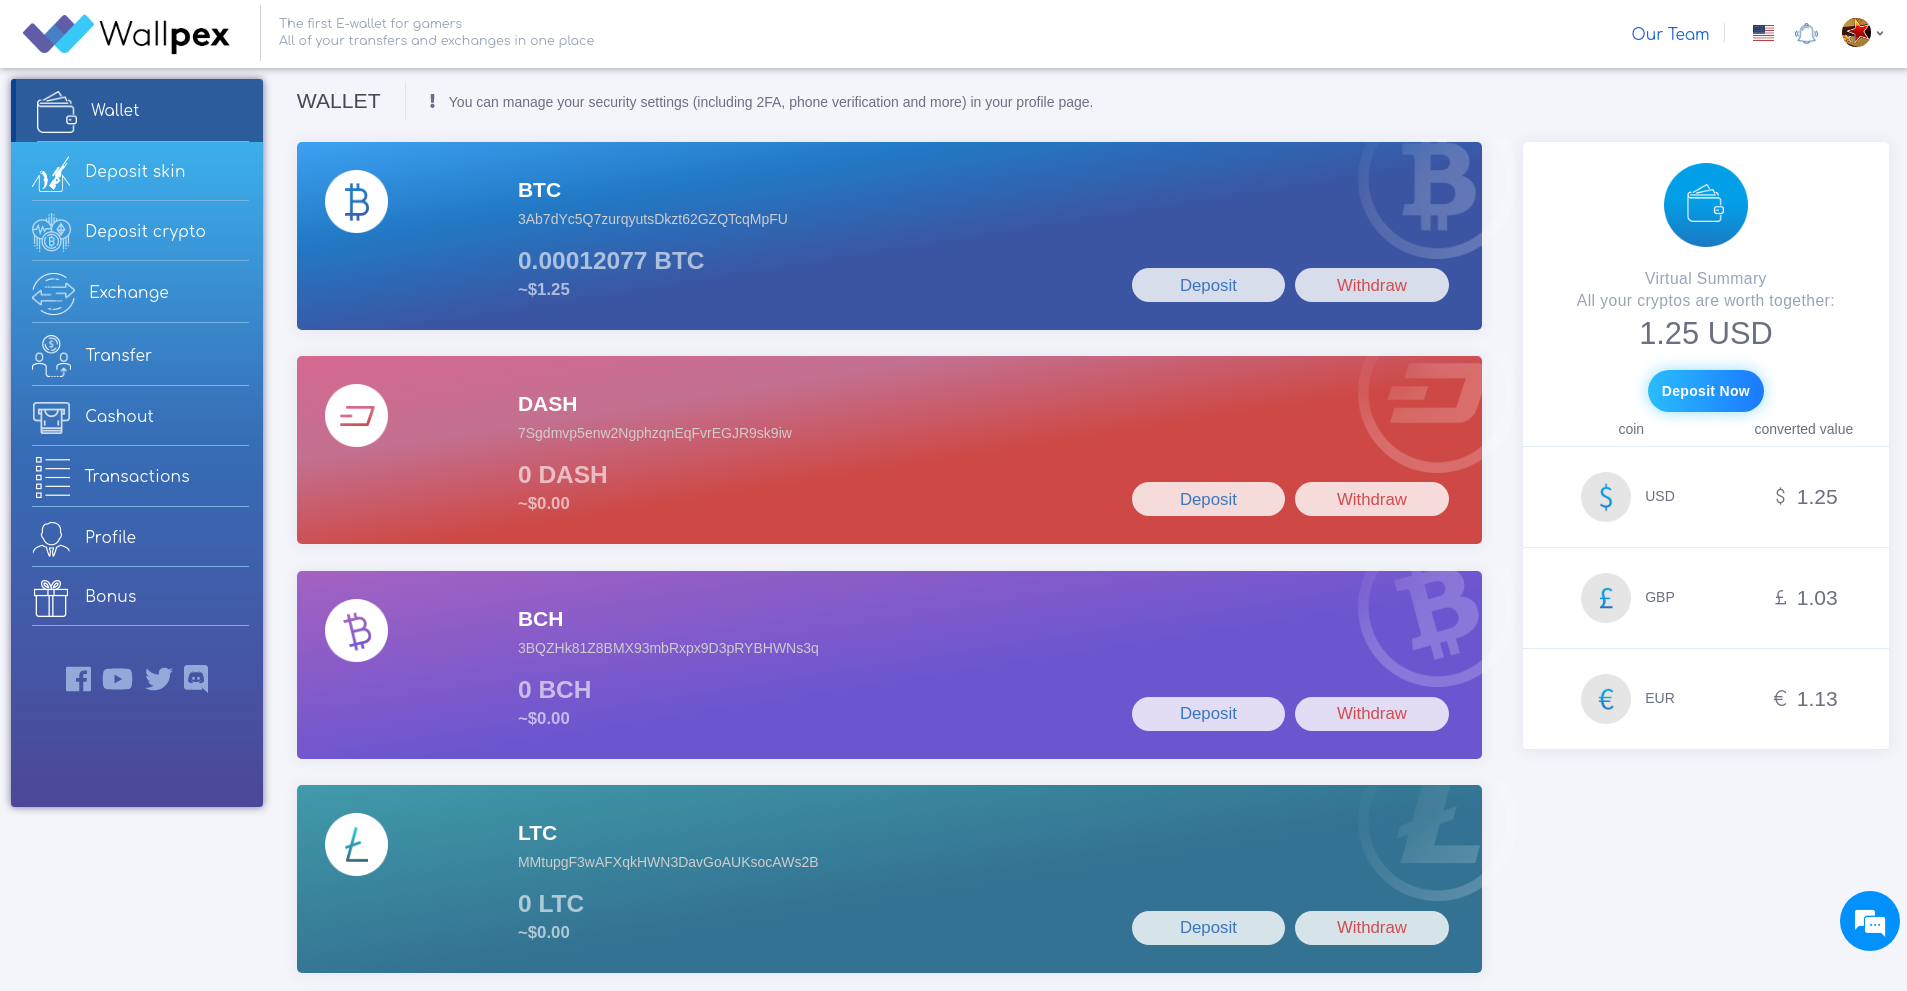 Wallpex
The first E-wallet for gamers
All of your transfers and exchanges in one place
Our Team
Wallet
Deposit skin
Deposit crypto
Exchange
Transfer
Cashout
Transactions
Profile
Bonus
WALLET
! You can manage your security settings (including 2FA, phone verification and more) in your profile page.
BTC
3Ab7dYc5Q7zurqyutsDkzt62GZQTcqMpFU
0.00012077 BTC
~$1.25
Deposit
Withdraw
DASH
7Sgdmvp5enw2NgphzqnEqFvrEGJR9sk9iw
0 DASH
~$0.00
Deposit
Withdraw
BCH
3BQZHk81Z8BMX93mbRxpx9D3pRYBHWNs3q
0 BCH
~$0.00
Deposit
Withdraw
LTC
MMtupgF3wAFXqkHWN3DavGoAUKsocAWs2B
0 LTC
~$0.00
Deposit
Withdraw
Virtual Summary
All your cryptos are worth together:
1.25 USD
Deposit Now
coin converted value
$ USD $ 1.25
£ GBP £ 1.03
€ EUR € 1.13